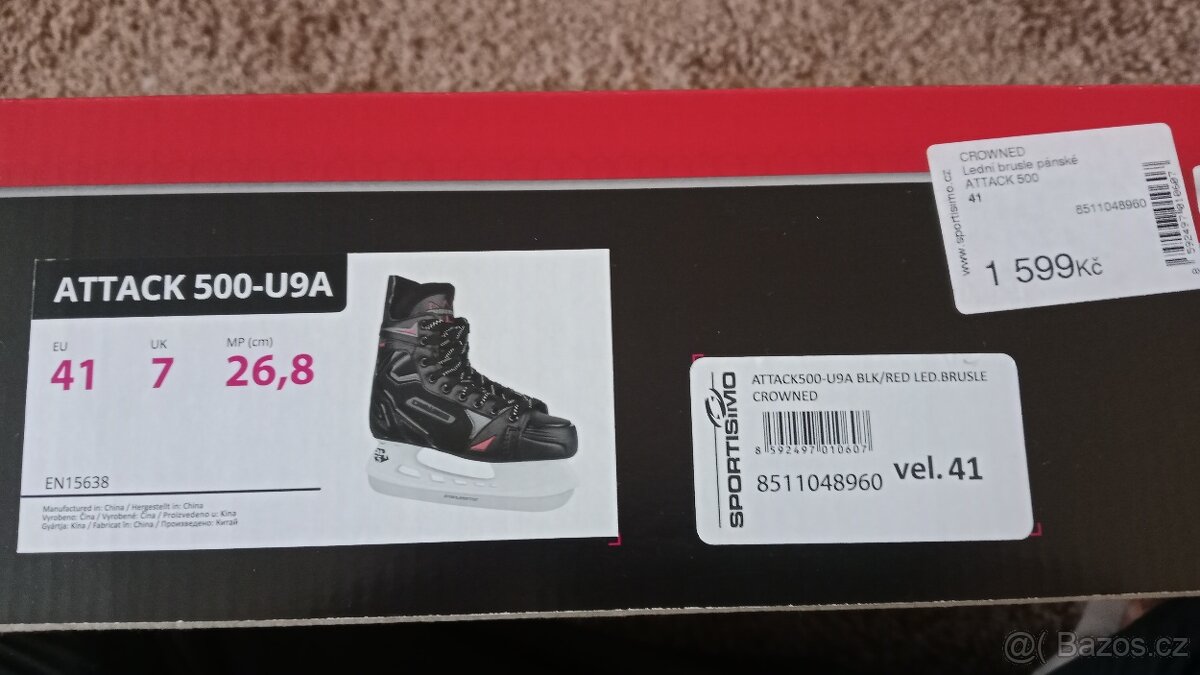 CROWNED
Lední brusle pánské
ATTACK 500
41
8511048960
www.sportisimo.cz
1 599Kč
8592497010607
ATTACK 500-U9A
EU UK MP (cm)
41 7 26,8
EN15638
Manufactured in: China / Hergestellt in: China
Vyrobeno: Čína / Vyrobené: Čína / Proizvedeno u: Kina
Gyártja: Kína / Fabricat în: China / Произведено: Китай
SPORTISIMO
ATTACK500-U9A BLK/RED LED.BRUSLE
CROWNED
8 592497 010607
8511048960 vel. 41
@( Bazos.cz